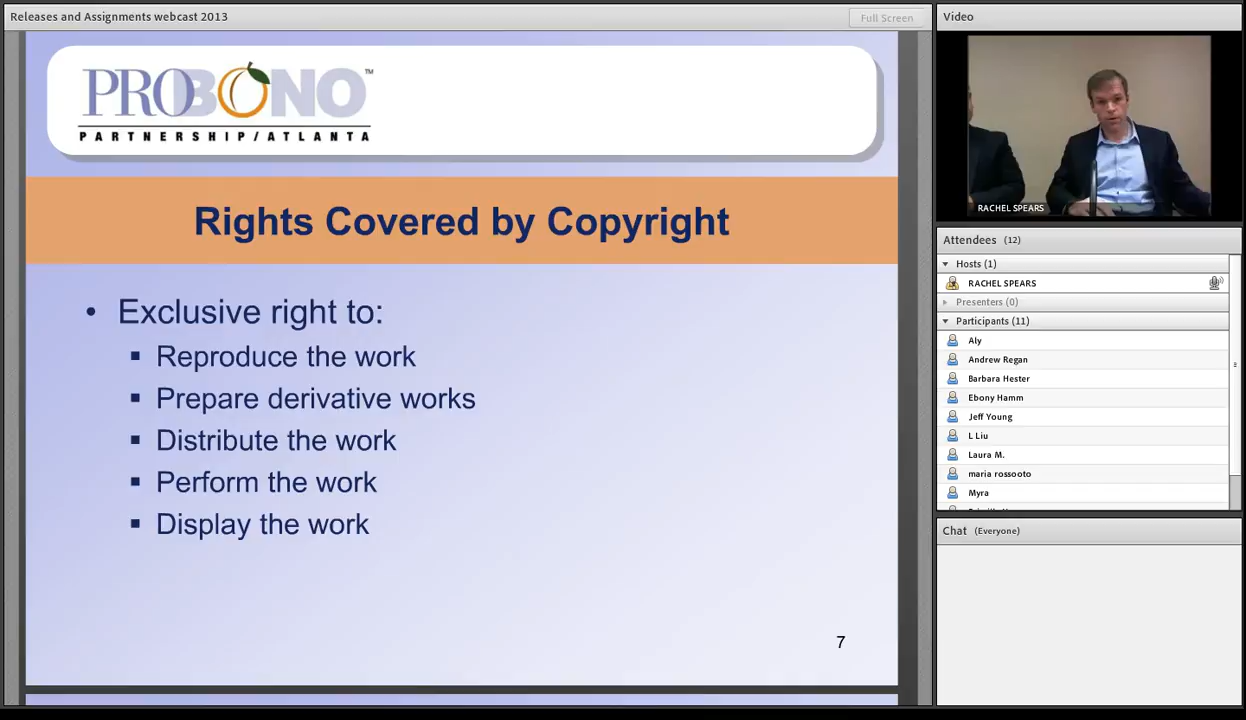 Releases and Assignments webcast 2013
Full Screen
PROBONO™
PARTNERSHIP/ATLANTA
Rights Covered by Copyright
• Exclusive right to:
▪ Reproduce the work
▪ Prepare derivative works
▪ Distribute the work
▪ Perform the work
▪ Display the work
7
Video
RACHEL SPEARS
Attendees (12)
Hosts (1)
RACHEL SPEARS
Presenters (0)
Participants (11)
Aly
Andrew Regan
Barbara Hester
Ebony Hamm
Jeff Young
L Liu
Laura M.
maria rossooto
Myra
Chat (Everyone)